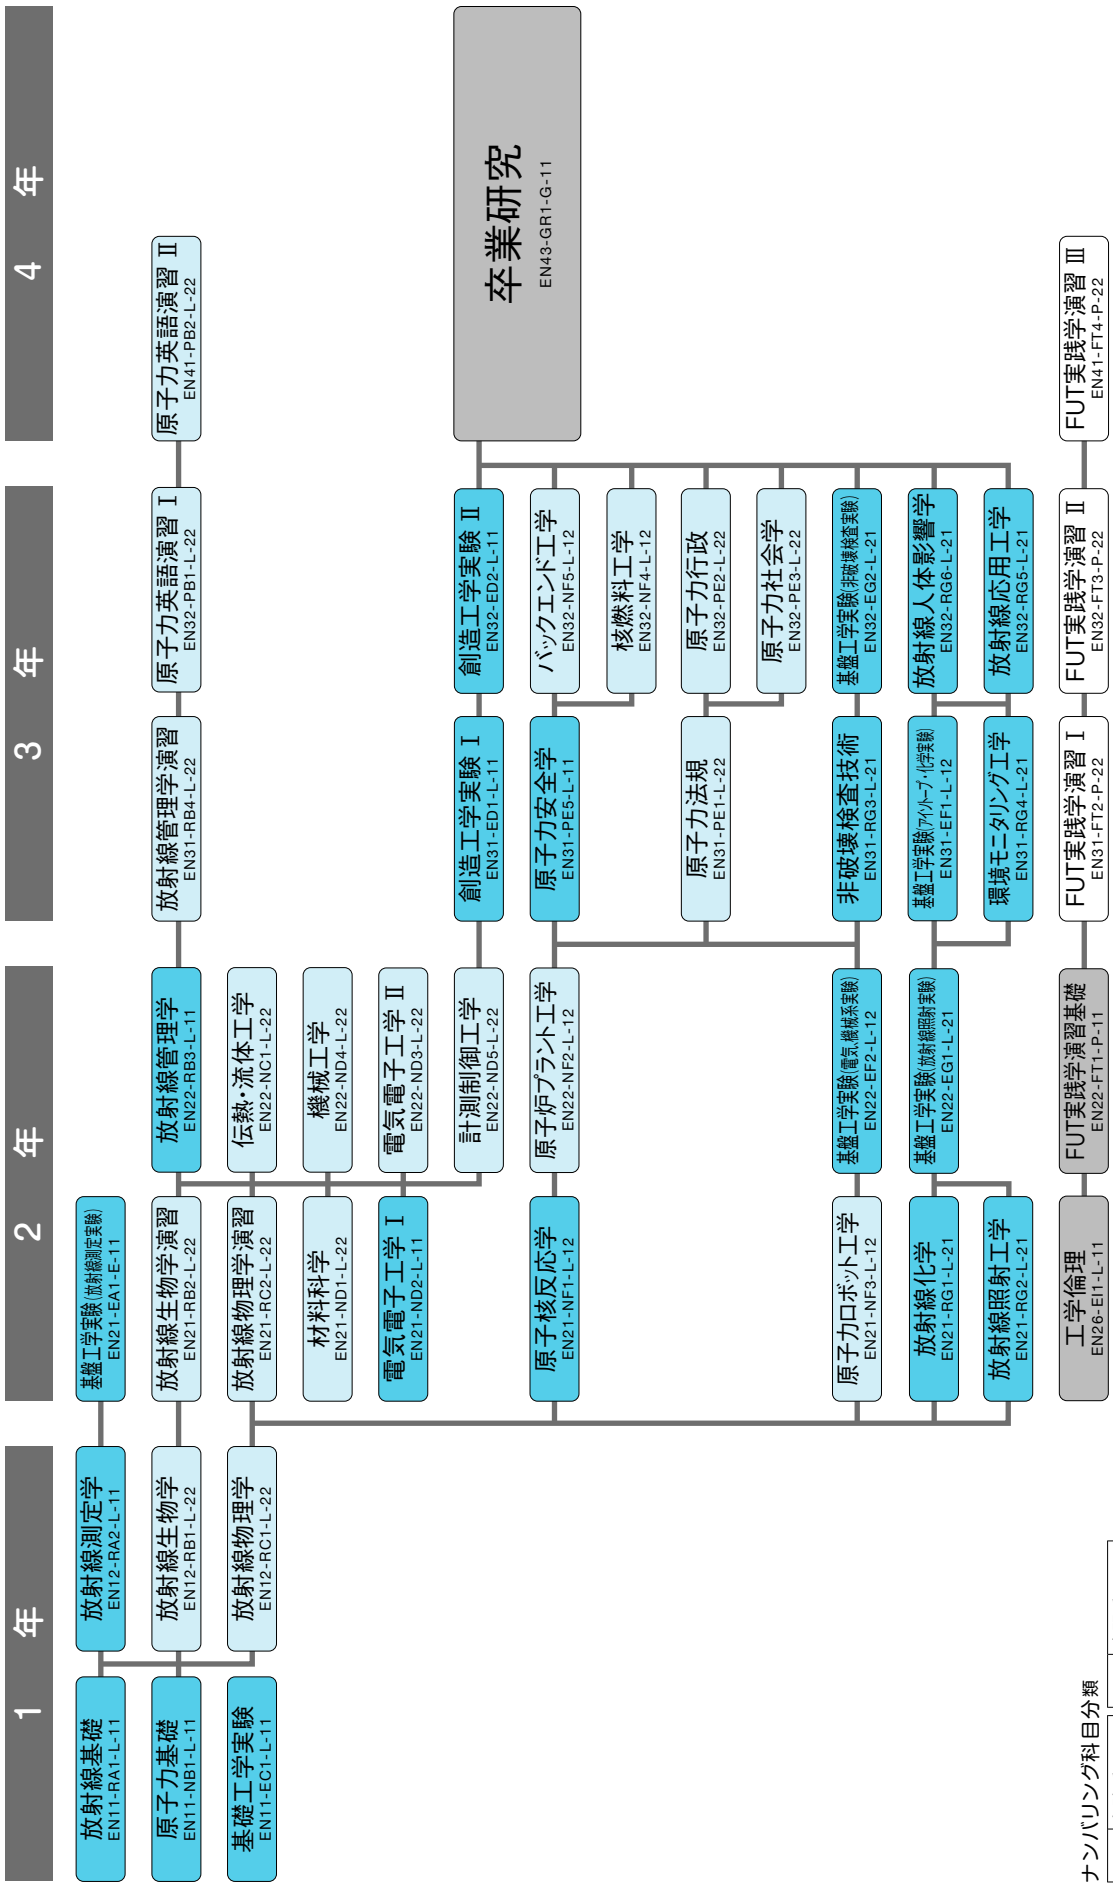 1 年
2 年
3 年
4 年
放射線基礎
EN11-RA1-L-11
原子力基礎
EN11-NB1-L-11
基礎工学実験
EN11-EC1-L-11
放射線測定学
EN12-RA2-L-11
放射線生物学
EN12-RB1-L-22
放射線物理学
EN12-RC1-L-22
基盤工学実験(放射線測定実験)
EN21-EA1-E-11
放射線生物学演習
EN21-RB2-L-22
放射線物理学演習
EN21-RC2-L-22
材料科学
EN21-ND1-L-22
電気電子工学 Ⅰ
EN21-ND2-L-11
原子核反応学
EN21-NF1-L-12
原子力ロボット工学
EN21-NF3-L-12
放射線化学
EN21-RG1-L-21
放射線照射工学
EN21-RG2-L-21
工学倫理
EN26-EI1-L-11
放射線管理学
EN22-RB3-L-11
伝熱・流体工学
EN22-NC1-L-22
機械工学
EN22-ND4-L-22
電気電子工学 Ⅱ
EN22-ND3-L-22
計測制御工学
EN22-ND5-L-22
原子炉プラント工学
EN22-NF2-L-12
基盤工学実験(電気、機械系実験)
EN22-EF2-L-12
基盤工学実験(放射線照射実験)
EN22-EG1-L-21
FUT実践学演習基礎
EN22-FT1-P-11
放射線管理学演習
EN31-RB4-L-22
創造工学実験 Ⅰ
EN31-ED1-L-11
原子力安全学
EN31-PE5-L-11
原子力法規
EN31-PE1-L-22
非破壊検査技術
EN31-RG3-L-21
基盤工学実験(アイソトープ・化学実験)
EN31-EF1-L-12
環境モニタリング工学
EN31-RG4-L-21
FUT実践学演習 Ⅰ
EN31-FT2-P-22
原子力英語演習 Ⅰ
EN32-PB1-L-22
創造工学実験 Ⅱ
EN32-ED2-L-11
バックエンド工学
EN32-NF5-L-12
核燃料工学
EN32-NF4-L-12
原子力行政
EN32-PE2-L-22
原子力社会学
EN32-PE3-L-22
基盤工学実験(非破壊検査実験)
EN32-EG2-L-21
放射線人体影響学
EN32-RG6-L-21
放射線応用工学
EN32-RG5-L-21
FUT実践学演習 Ⅱ
EN32-FT3-P-22
原子力英語演習 Ⅱ
EN41-PB2-L-22
卒業研究
EN43-GR1-G-11
FUT実践学演習 Ⅲ
EN41-FT4-P-22
ナンバリング科目分類